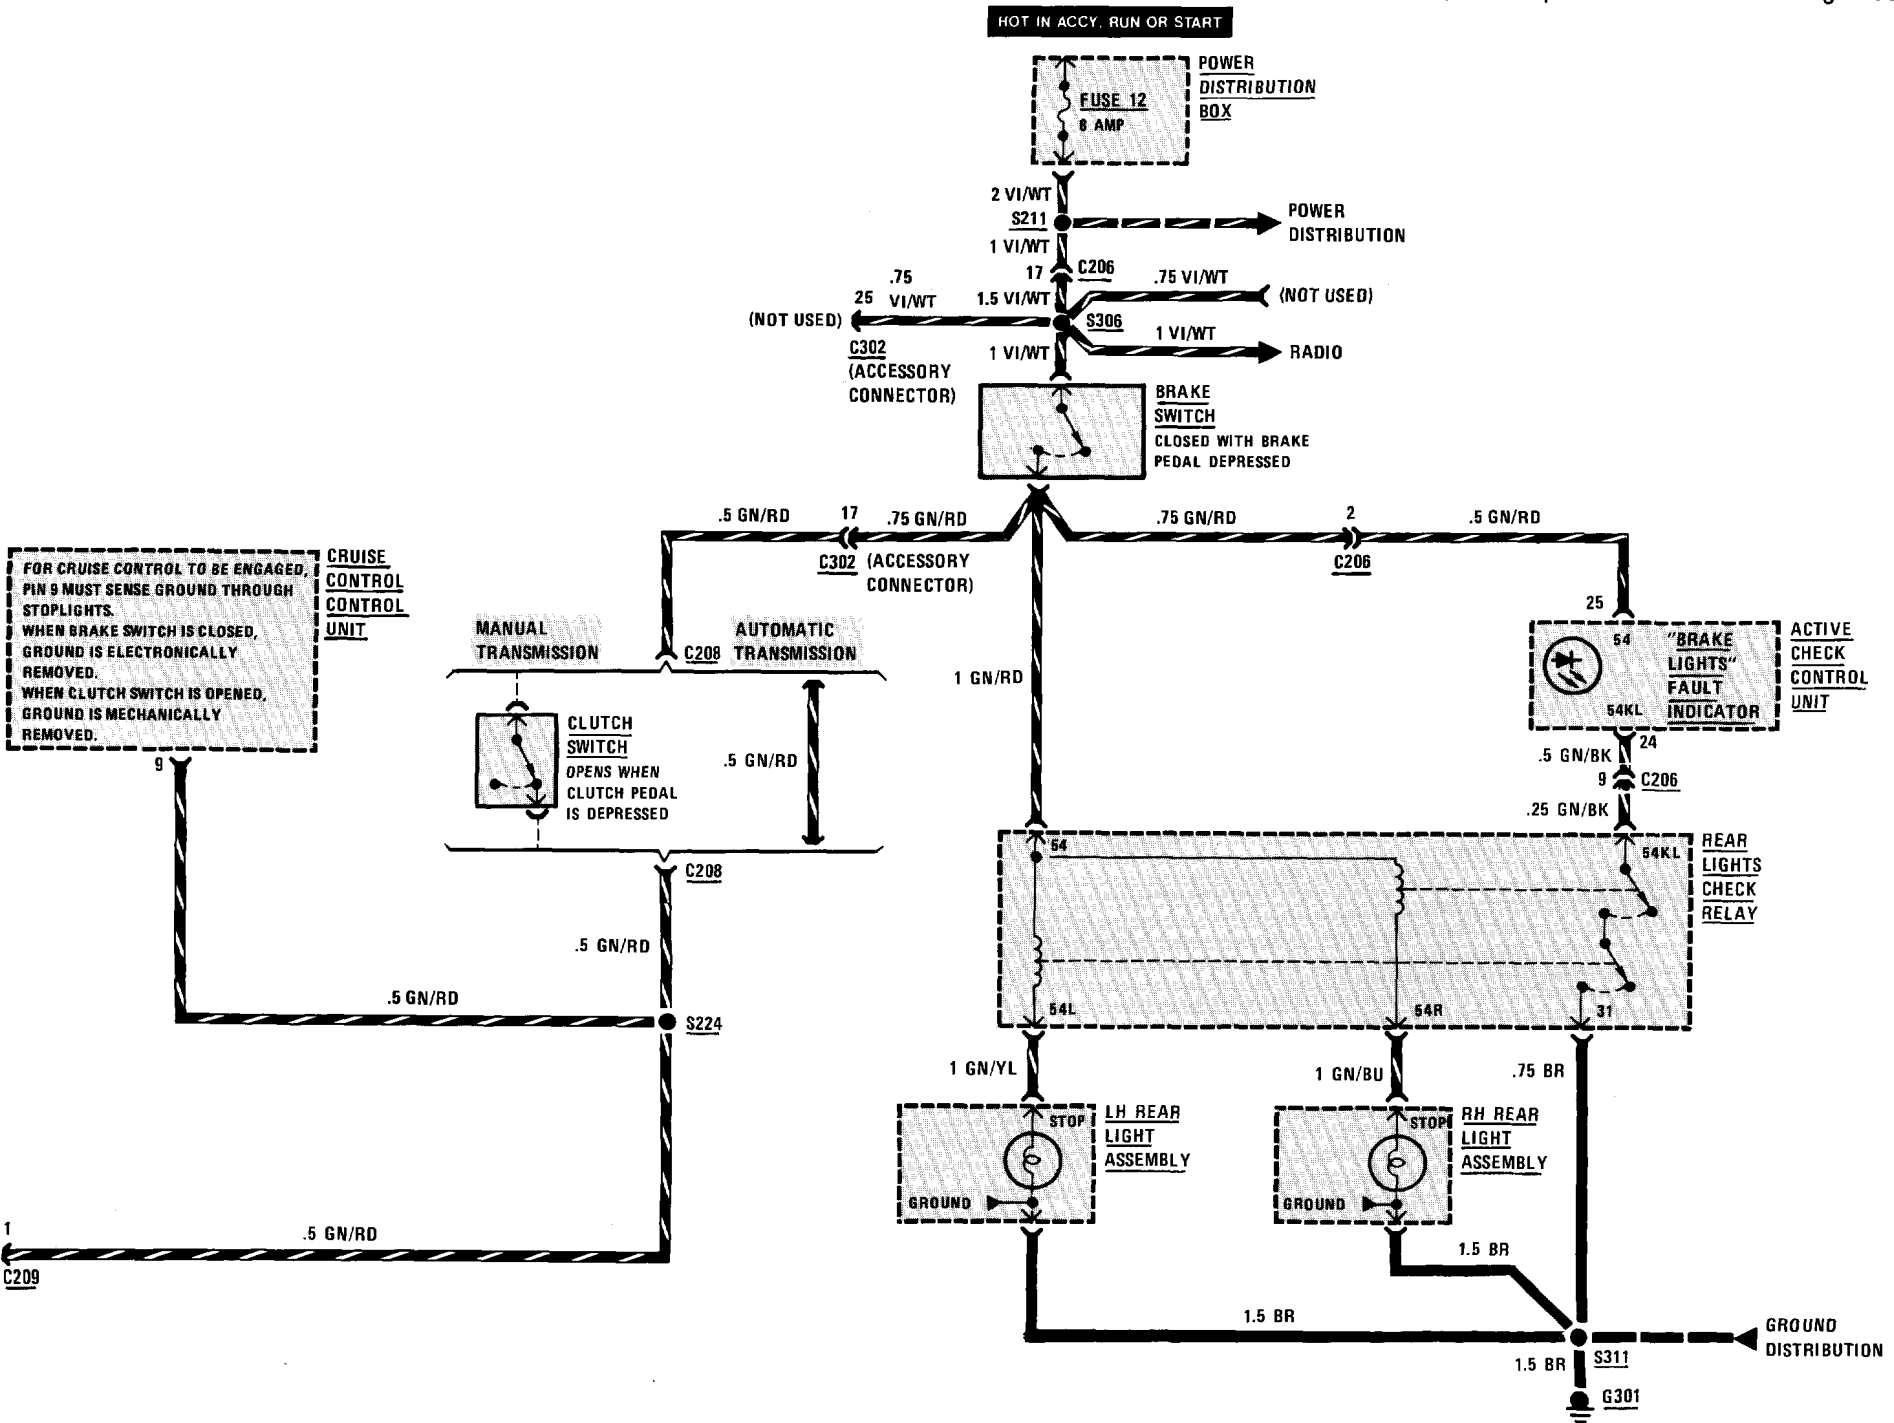 HOT IN ACCY, RUN OR START
POWER
DISTRIBUTION
BOX
FUSE 12
8 AMP
2 VI/WT
S211
POWER
DISTRIBUTION
1 VI/WT
17
C206
.75 VI/WT
(NOT USED)
.75
25 VI/WT
1.5 VI/WT
(NOT USED)
S306
1 VI/WT
RADIO
C302
(ACCESSORY
CONNECTOR)
1 VI/WT
BRAKE
SWITCH
CLOSED WITH BRAKE
PEDAL DEPRESSED
.5 GN/RD
17
.75 GN/RD
.75 GN/RD
2
.5 GN/RD
C302
(ACCESSORY
CONNECTOR)
C206
FOR CRUISE CONTROL TO BE ENGAGED,
PIN 9 MUST SENSE GROUND THROUGH
STOPLIGHTS.
WHEN BRAKE SWITCH IS CLOSED,
GROUND IS ELECTRONICALLY
REMOVED.
WHEN CLUTCH SWITCH IS OPENED,
GROUND IS MECHANICALLY
REMOVED.
CRUISE
CONTROL
CONTROL
UNIT
9
MANUAL
TRANSMISSION
AUTOMATIC
TRANSMISSION
C208
CLUTCH
SWITCH
OPENS WHEN
CLUTCH PEDAL
IS DEPRESSED
.5 GN/RD
1 GN/RD
25
54
"BRAKE
LIGHTS"
FAULT
INDICATOR
54KL
ACTIVE
CHECK
CONTROL
UNIT
24
.5 GN/BK
9
C206
.25 GN/BK
C208
54
54KL
REAR
LIGHTS
CHECK
RELAY
.5 GN/RD
.5 GN/RD
S224
54L
54R
31
1 GN/YL
1 GN/BU
.75 BR
STOP
LH REAR
LIGHT
ASSEMBLY
GROUND
STOP
RH REAR
LIGHT
ASSEMBLY
GROUND
1
.5 GN/RD
C209
1.5 BR
1.5 BR
GROUND
DISTRIBUTION
1.5 BR
S311
G301